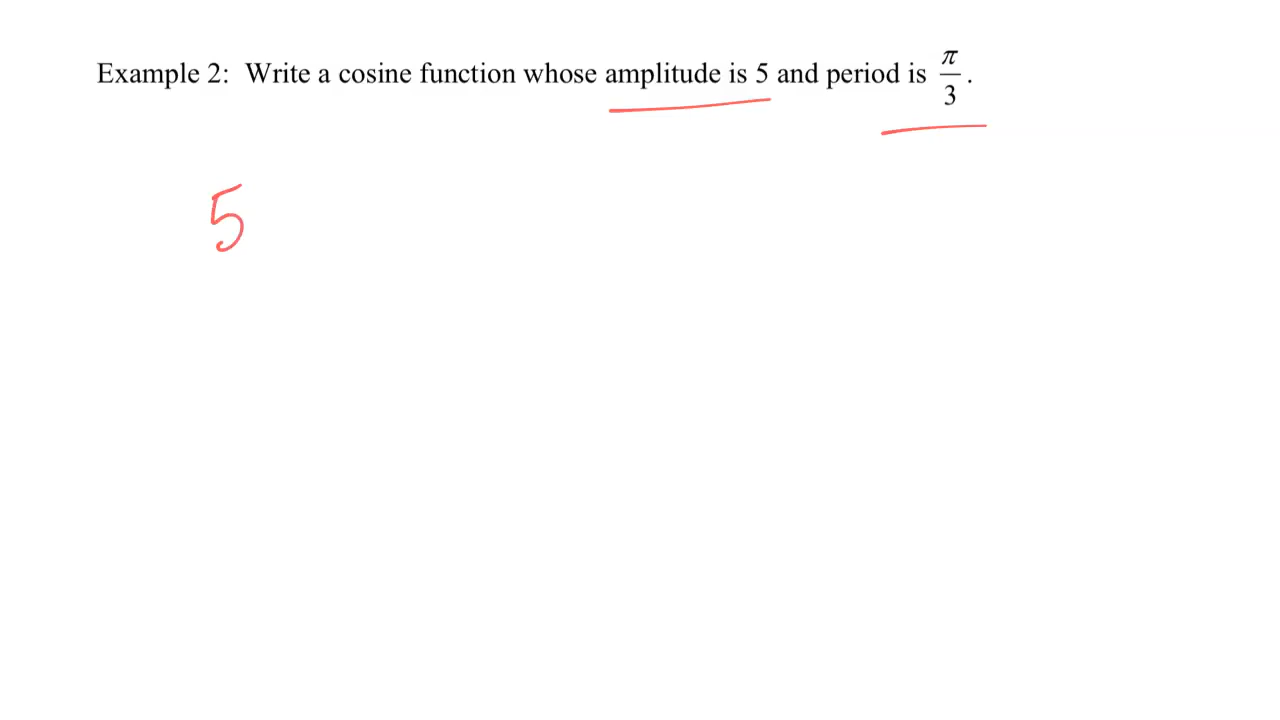 Example 2: Write a cosine function whose amplitude is 5 and period is π/3.
5